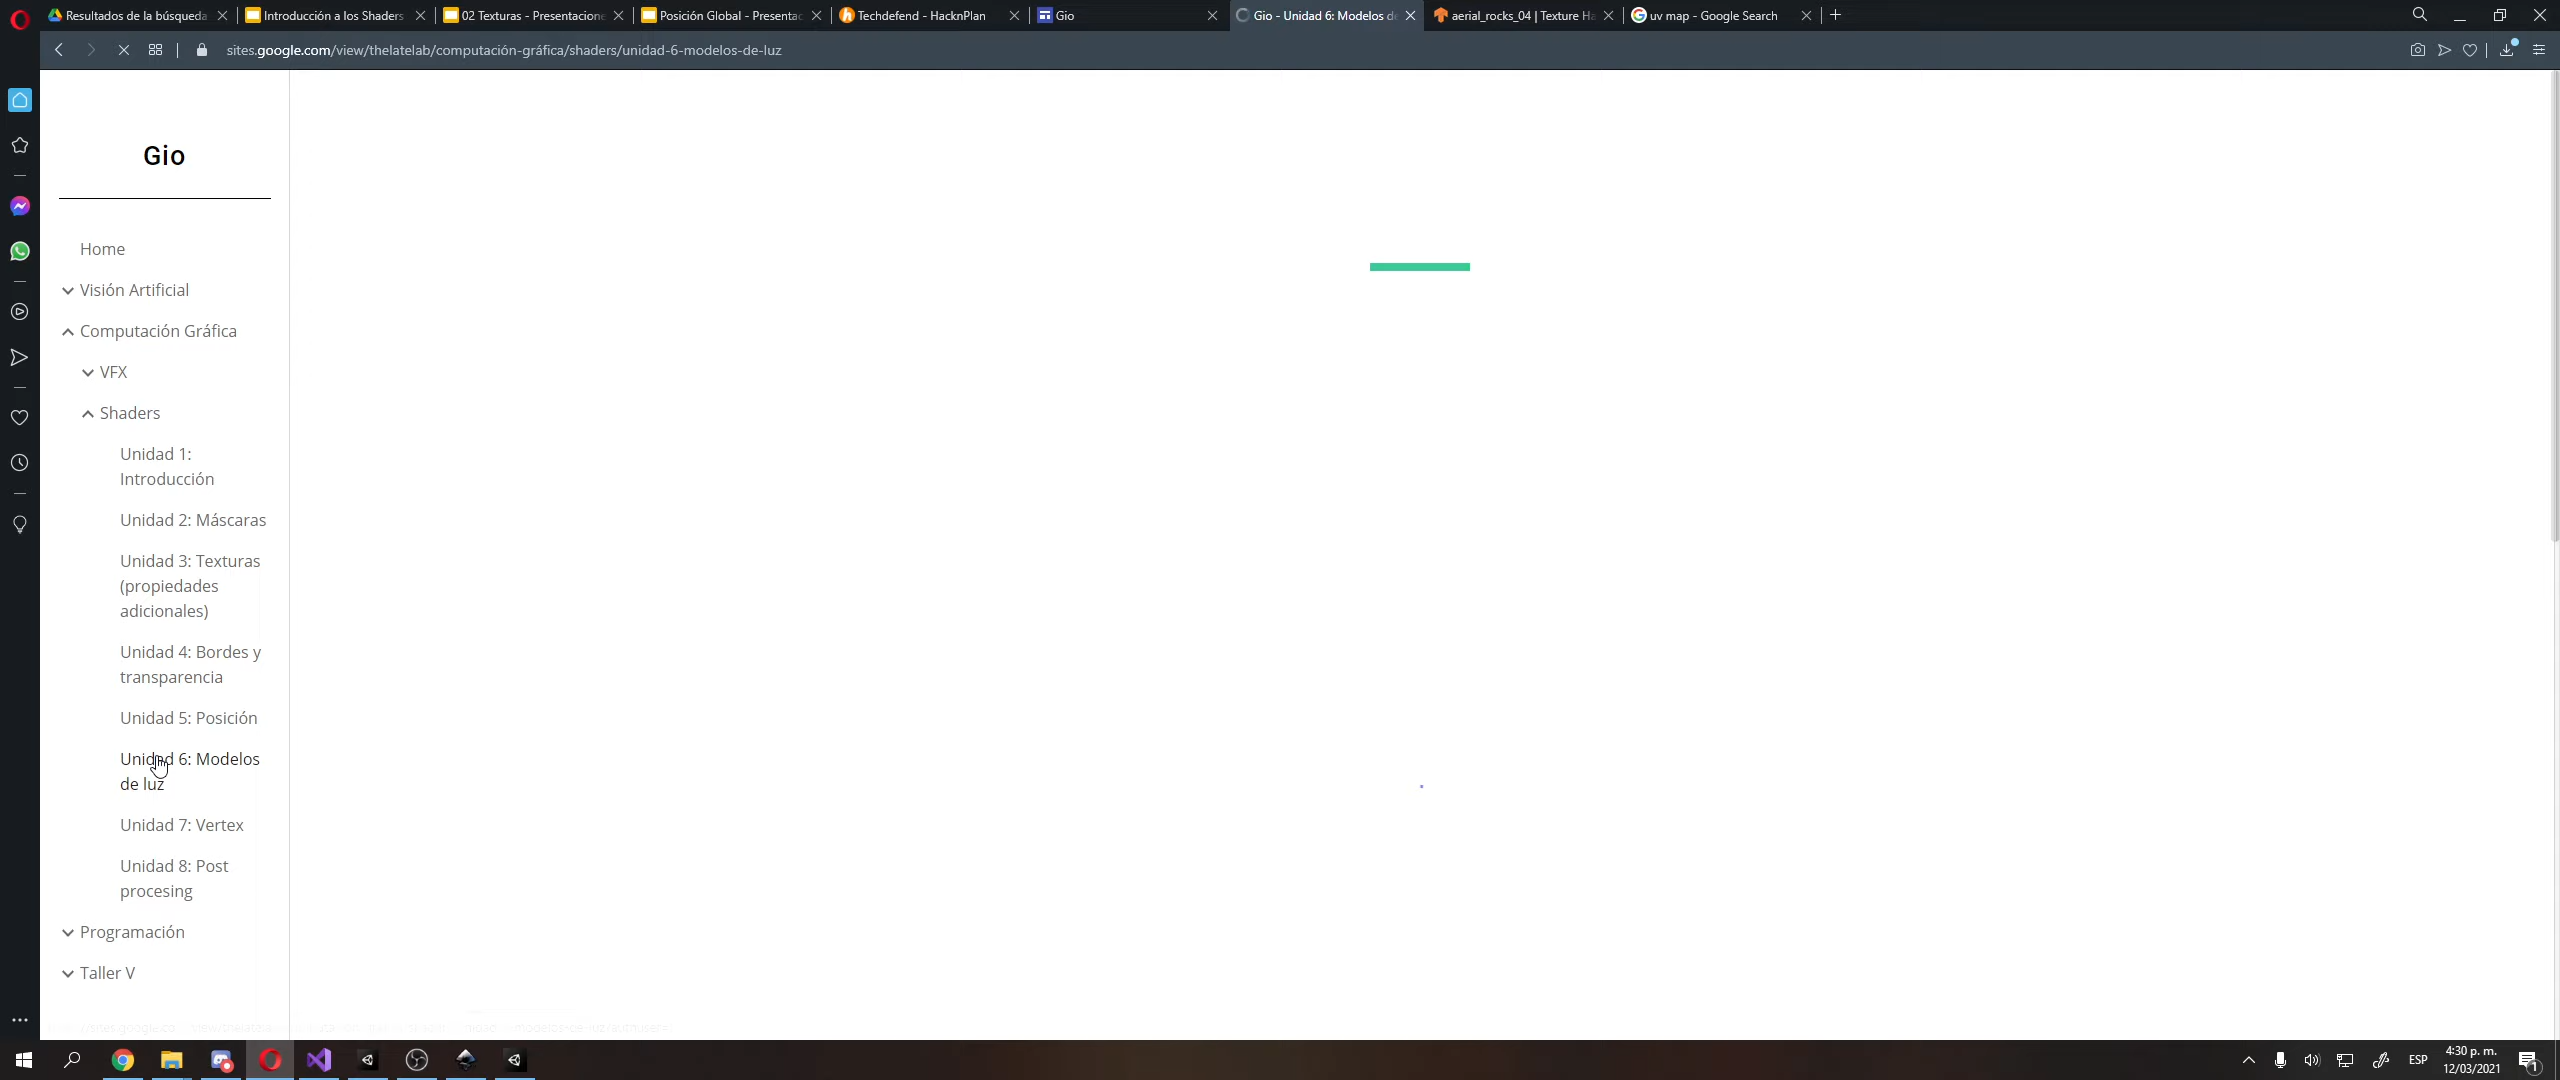 Resultados de la búsqueda
Introducción a los Shaders
02 Texturas - Presentacione
Posición Global - Presentac
Techdefend - HacknPlan
Gio
Gio - Unidad 6: Modelos de
aerial_rocks_04 | Texture Ha
uv map - Google Search
sites.google.com/view/thelatelab/computación-gráfica/shaders/unidad-6-modelos-de-luz
Gio
Home
Visión Artificial
Computación Gráfica
VFX
Shaders
Unidad 1:
Introducción
Unidad 2: Máscaras
Unidad 3: Texturas
(propiedades
adicionales)
Unidad 4: Bordes y
transparencia
Unidad 5: Posición
Unidad 6: Modelos
de luz
Unidad 7: Vertex
Unidad 8: Post
procesing
Programación
Taller V
ESP
4:30 p. m.
12/03/2021
1